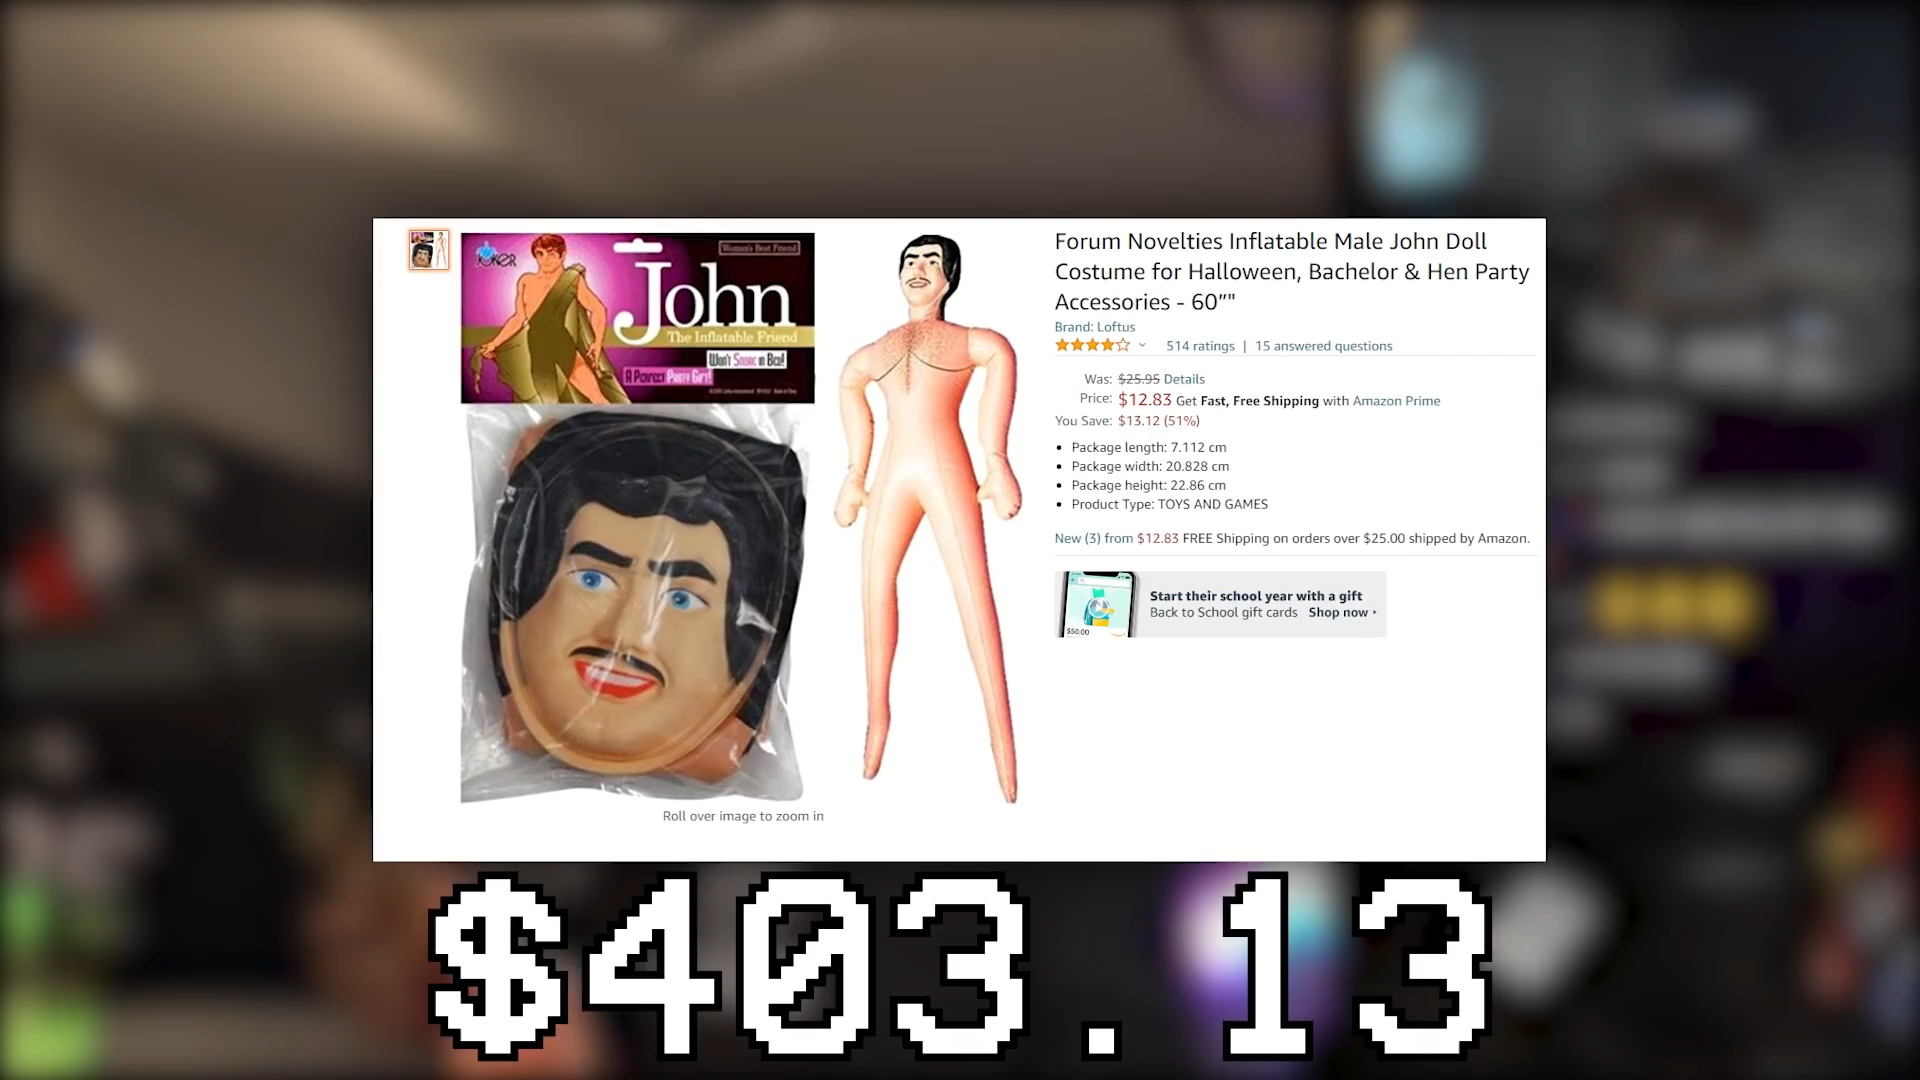 JOKER
Women's Best Friend
John
The Inflatable Friend
Won't Snore in Bed!
A Perfect Party Gift!
Roll over image to zoom in
Forum Novelties Inflatable Male John Doll
Costume for Halloween, Bachelor & Hen Party
Accessories - 60”"
Brand: Loftus
514 ratings | 15 answered questions
Was: $25.95 Details
Price: $12.83 Get Fast, Free Shipping with Amazon Prime
You Save: $13.12 (51%)
• Package length: 7.112 cm
• Package width: 20.828 cm
• Package height: 22.86 cm
• Product Type: TOYS AND GAMES
New (3) from $12.83 FREE Shipping on orders over $25.00 shipped by Amazon.
$50.00
Start their school year with a gift
Back to School gift cards Shop now
$403.13